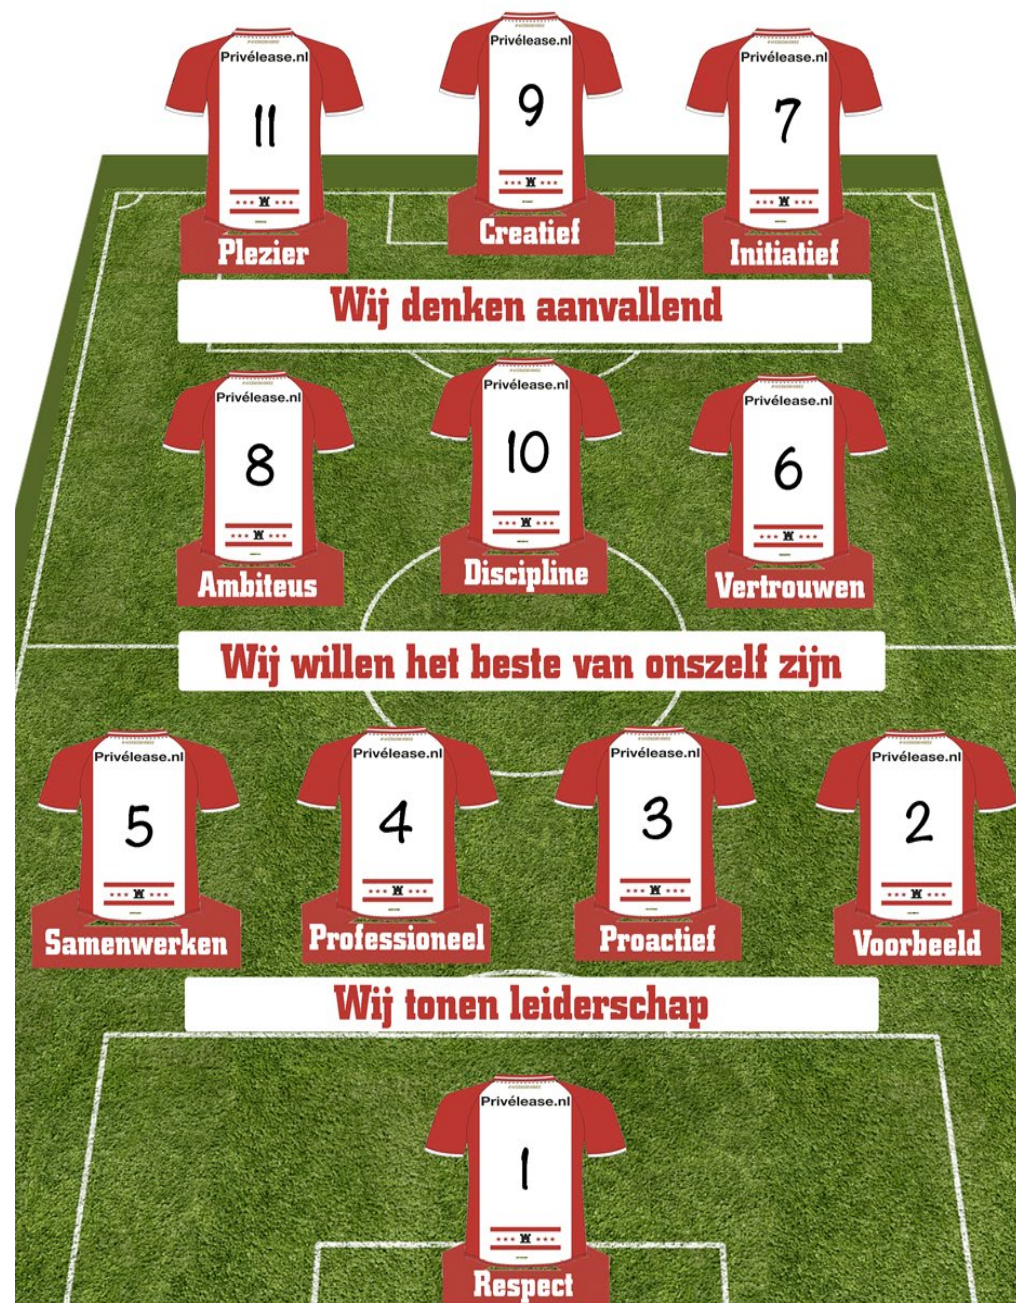 Privélease.nl
11
Plezier
Privélease.nl
9
Creatief
Privélease.nl
7
Initiatief
Wij denken aanvallend
Privélease.nl
8
Ambiteus
Privélease.nl
10
Discipline
Privélease.nl
6
Vertrouwen
Wij willen het beste van onszelf zijn
Privélease.nl
5
Samenwerken
Privélease.nl
4
Professioneel
Privélease.nl
3
Proactief
Privélease.nl
2
Voorbeeld
Wij tonen leiderschap
Privélease.nl
1
Respect